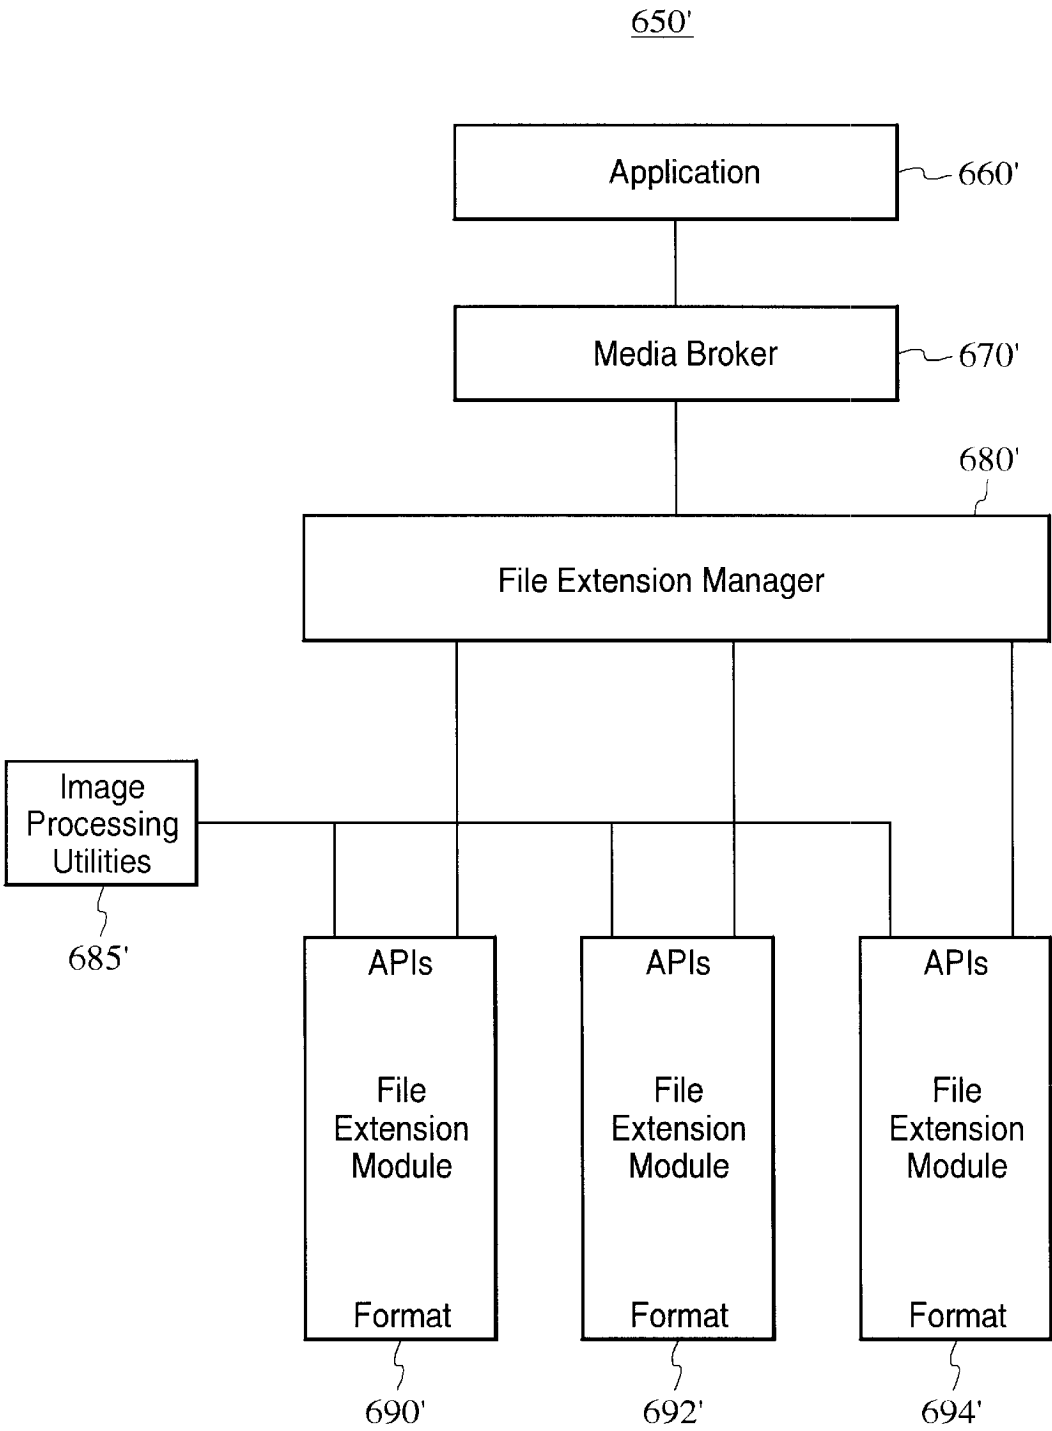 650'
Application
660'
Media Broker
670'
680'
File Extension Manager
Image
Processing
Utilities
685'
APIs
File
Extension
Module
Format
690'
APIs
File
Extension
Module
Format
692'
APIs
File
Extension
Module
Format
694'